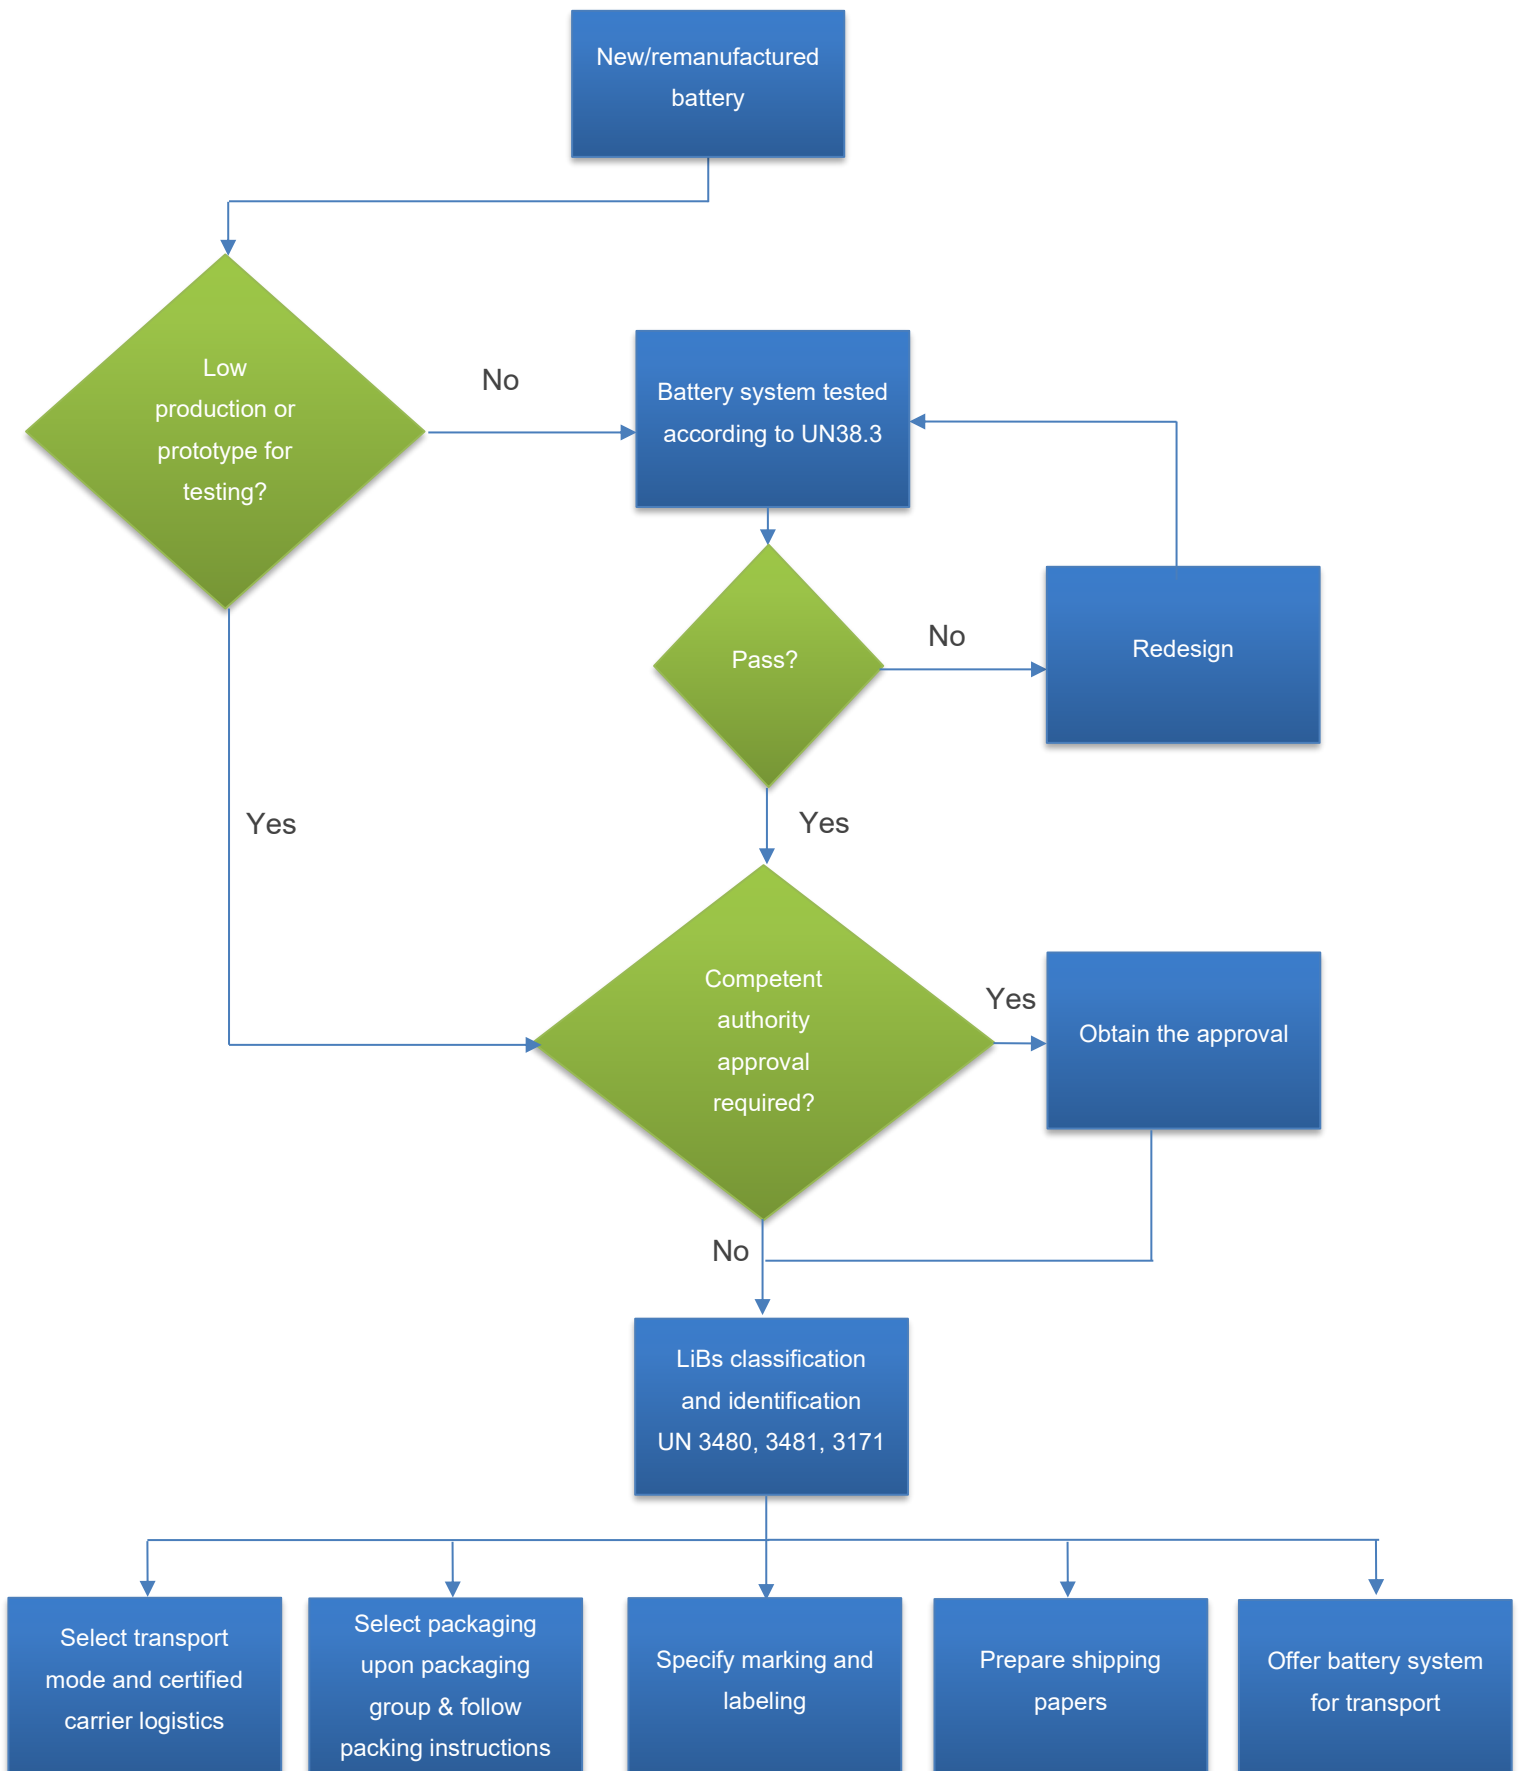 New/remanufactured
battery
Low
production or
prototype for
testing?
No
Battery system tested
according to UN38.3
Pass?
No
Redesign
Yes
Yes
Competent
authority
approval
required?
Yes
Obtain the approval
No
LiBs classification
and identification
UN 3480, 3481, 3171
Select transport
mode and certified
carrier logistics
Select packaging
upon packaging
group & follow
packing instructions
Specify marking and
labeling
Prepare shipping
papers
Offer battery system
for transport